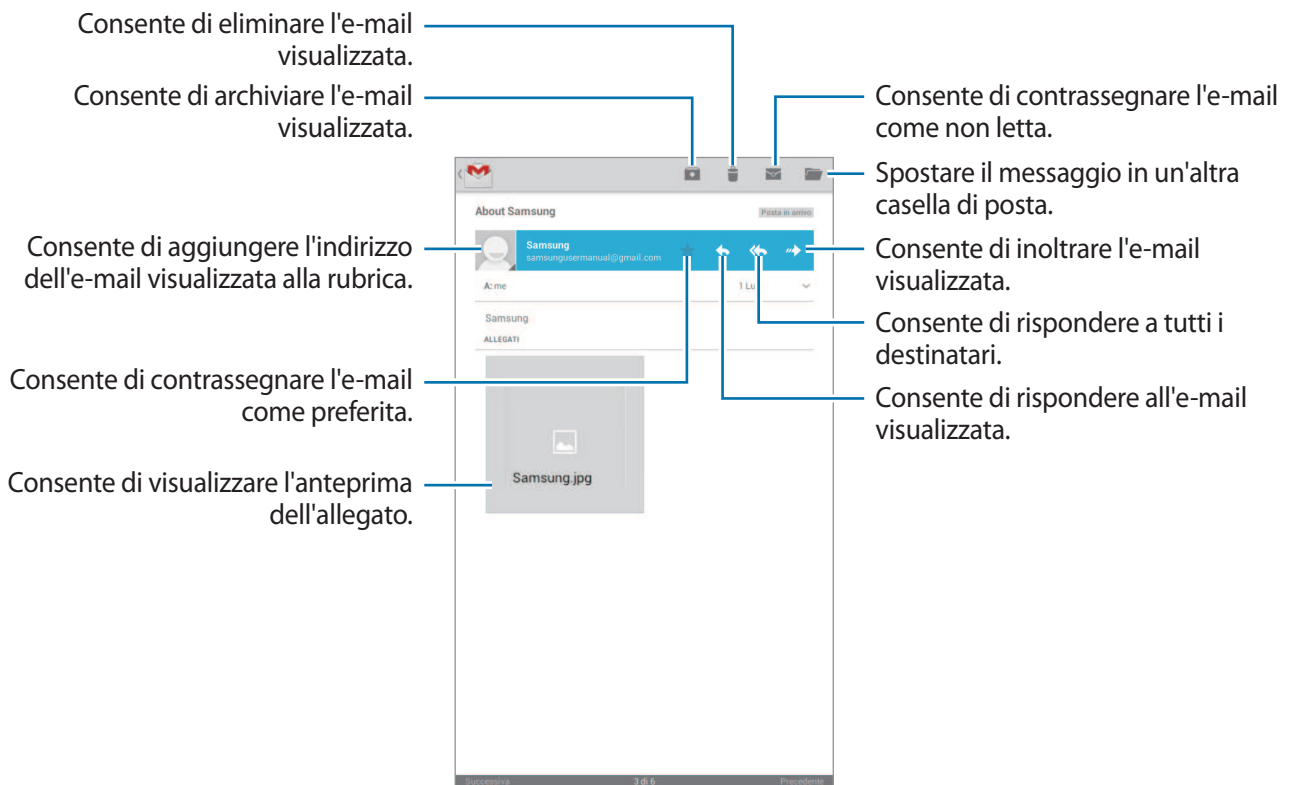 Consente di eliminare l'e-mail
visualizzata.
Consente di archiviare l'e-mail
visualizzata.
Consente di contrassegnare l'e-mail
come non letta.
Spostare il messaggio in un'altra
casella di posta.
About Samsung
Posta in arrivo
Consente di aggiungere l'indirizzo
dell'e-mail visualizzata alla rubrica.
Samsung
samsungusermanual@gmail.com
Consente di inoltrare l'e-mail
visualizzata.
A: me
1 Lu
Samsung
ALLEGATI
Consente di rispondere a tutti i
destinatari.
Consente di contrassegnare l'e-mail
come preferita.
Consente di rispondere all'e-mail
visualizzata.
Samsung.jpg
Consente di visualizzare l'anteprima
dell'allegato.
Successiva
3 di 6
Precedente